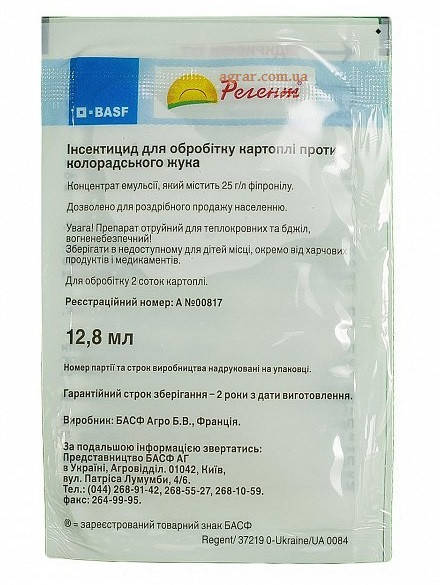 agrar.com.ua
BASF
Регент
Інсектицид для обробітку картоплі проти
колорадського жука
Концентрат емульсії, який містить 25 г/л фіпронілу.
Дозволено для роздрібного продажу населенню.
Увага! Препарат отруйний для теплокровних та бджіл,
вогненебезпечний!
Зберігати в недоступному для дітей місці, окремо від харчових
продуктів і медикаментів.
Для обробітку 2 соток картоплі.
Реєстраційний номер: А №00817
12,8 мл
Номер партії та строк виробництва надруковані на упаковці.
Гарантійний строк зберігання – 2 роки з дати виготовлення.
Виробник: БАСФ Агро Б.В., Франція.
За подальшою інформацією звертатись:
Представництво БАСФ АГ
в Україні, Агровідділ. 01042, Київ,
вул. Патріса Лумумби, 4/6,
Тел.: (044) 268-91-42, 268-55-27, 268-10-59.
факс: 264-99-95.
® = зареєстрований товарний знак БАСФ
Regent/ 37219 0-Ukraine/UA 0084